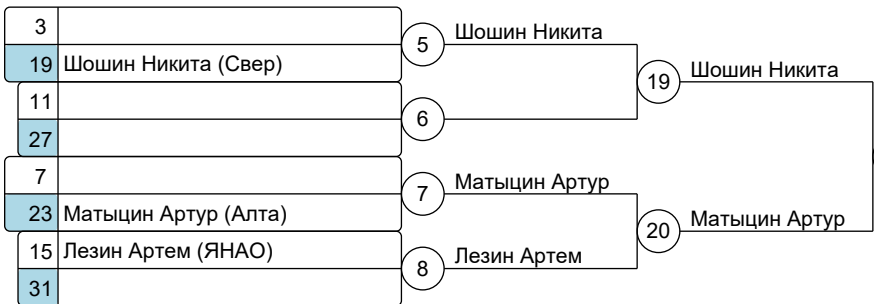 3
5 Шошин Никита
19 Шошин Никита (Свер)
19 Шошин Никита
11
6
27
7
7 Матыцин Артур
23 Матыцин Артур (Алта)
20 Матыцин Артур
15 Лезин Артем (ЯНАО)
8 Лезин Артем
31